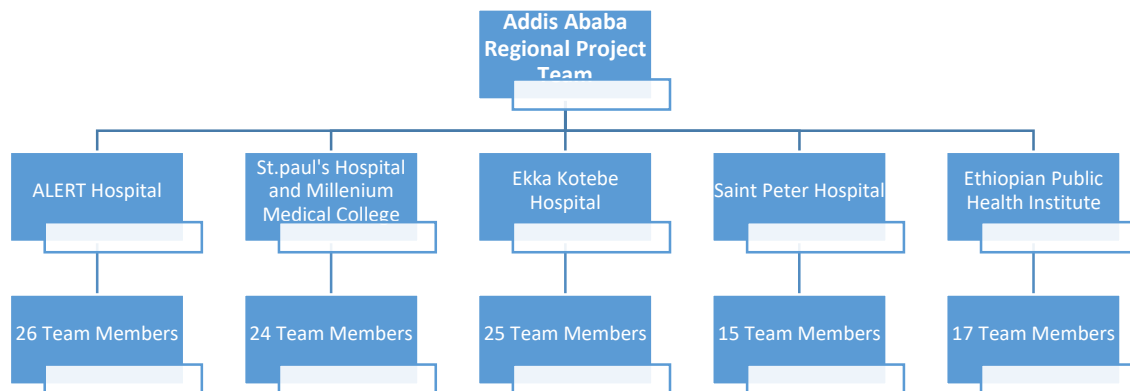 Addis Ababa
Regional Project
Team
ALERT Hospital
St.paul's Hospital
and Millenium
Medical College
Ekka Kotebe
Hospital
Saint Peter Hospital
Ethiopian Public
Health Institute
26 Team Members
24 Team Members
25 Team Members
15 Team Members
17 Team Members